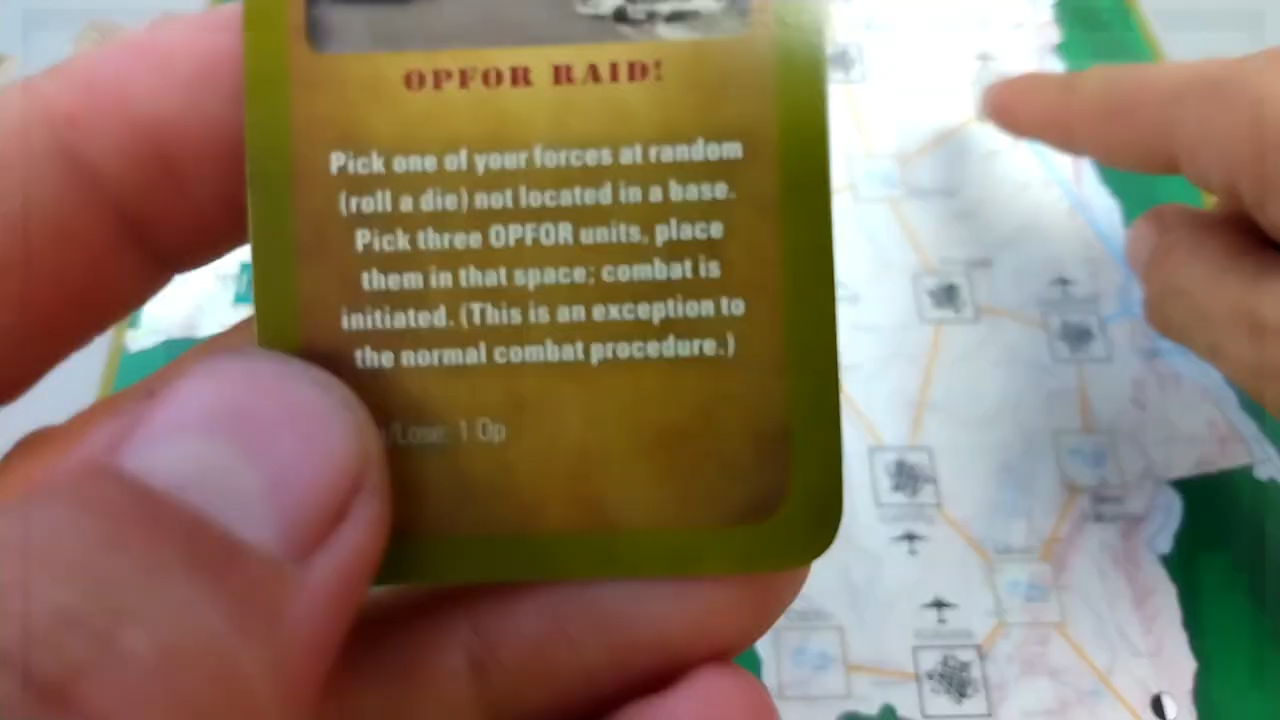 OPFOR RAID!
Pick one of your forces at random
(roll a die) not located in a base.
Pick three OPFOR units, place
them in that space; combat is
initiated. (This is an exception to
the normal combat procedure.)
/Lose: 1 Op